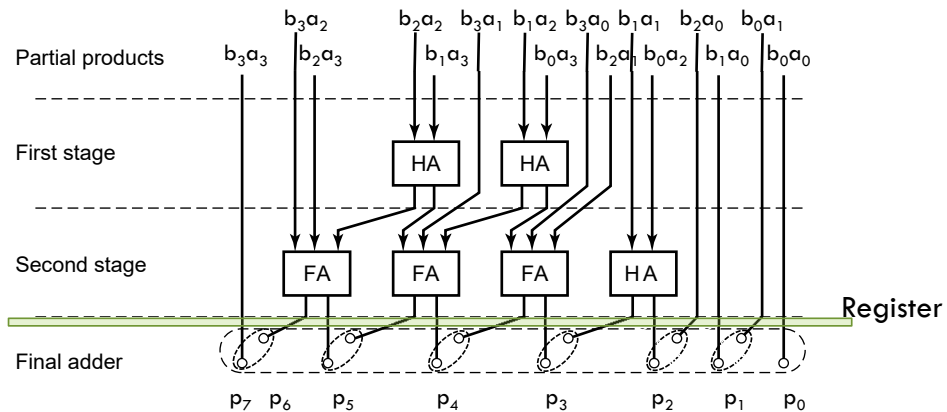 b₃a₂ b₂a₂ b₃a₁ b₁a₂ b₃a₀ b₁a₁ b₂a₀ b₀a₁
Partial products b₃a₃ b₂a₃ b₁a₃ b₀a₃ b₂a₁ b₀a₂ b₁a₀ b₀a₀
First stage HA HA
Second stage FA FA FA HA
Register
Final adder
p₇ p₆ p₅ p₄ p₃ p₂ p₁ p₀